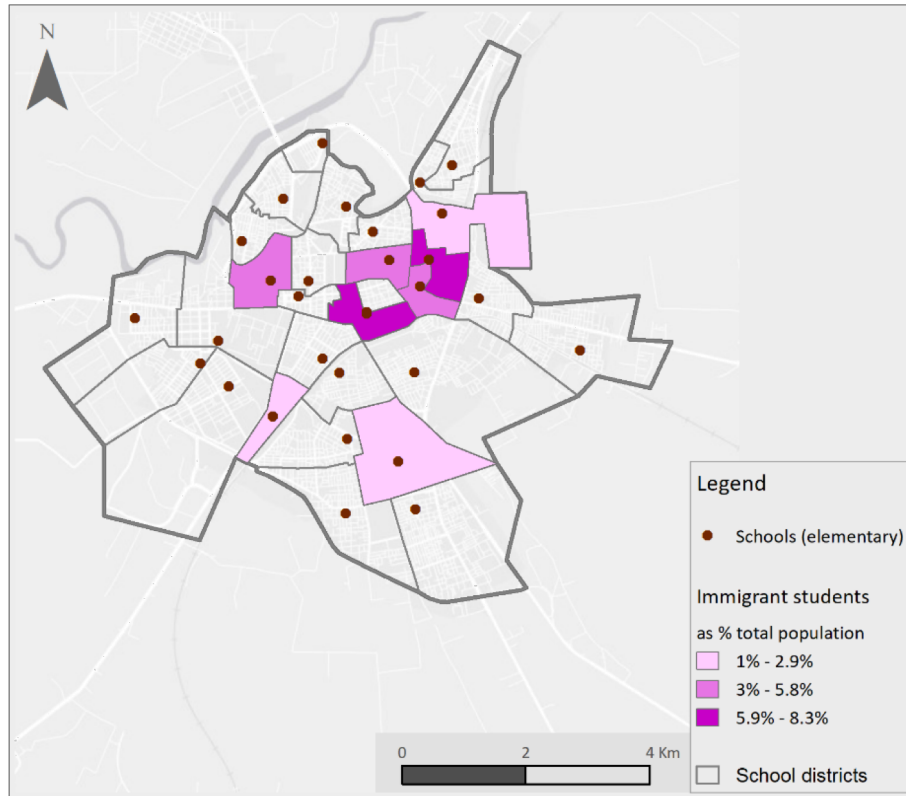 N
Legend
Schools (elementary)
Immigrant students
as % total population
1% - 2.9%
3% - 5.8%
5.9% - 8.3%
School districts
0 2 4 Km